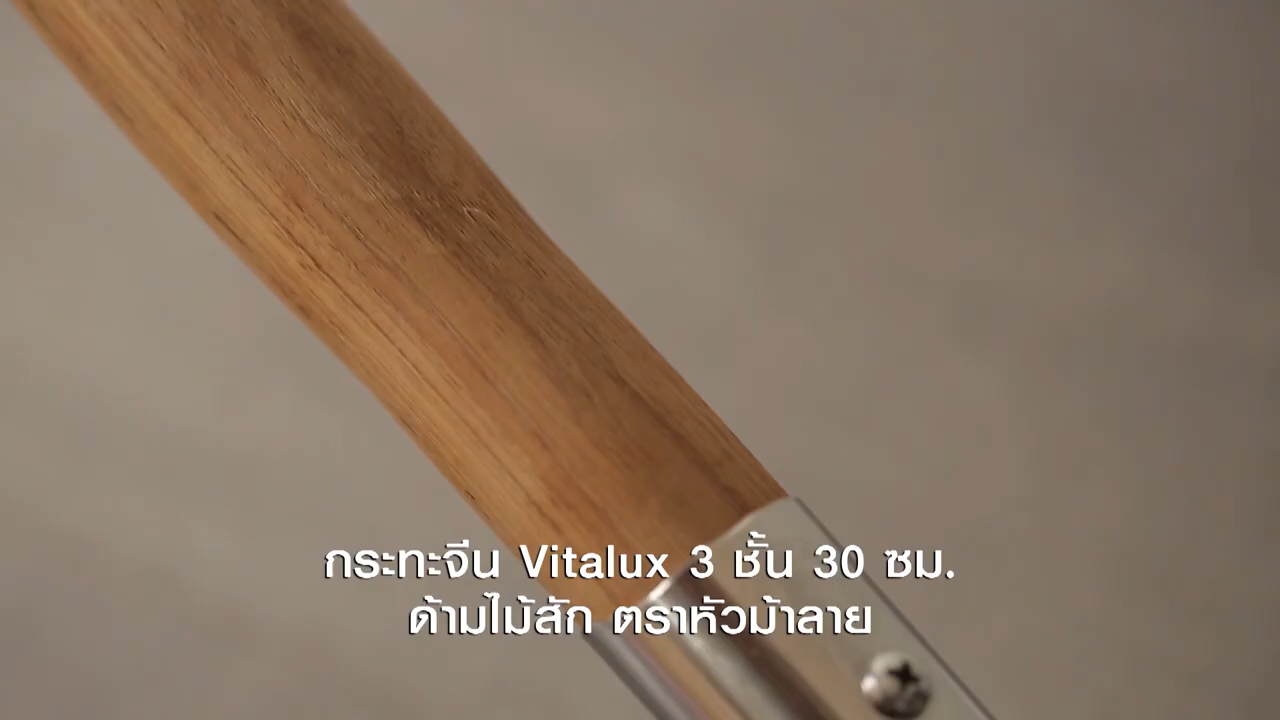 กระทะจีน Vitalux 3 ชั้น 30 ซม.
ด้ามไม้สัก ตราหัวม้าลาย